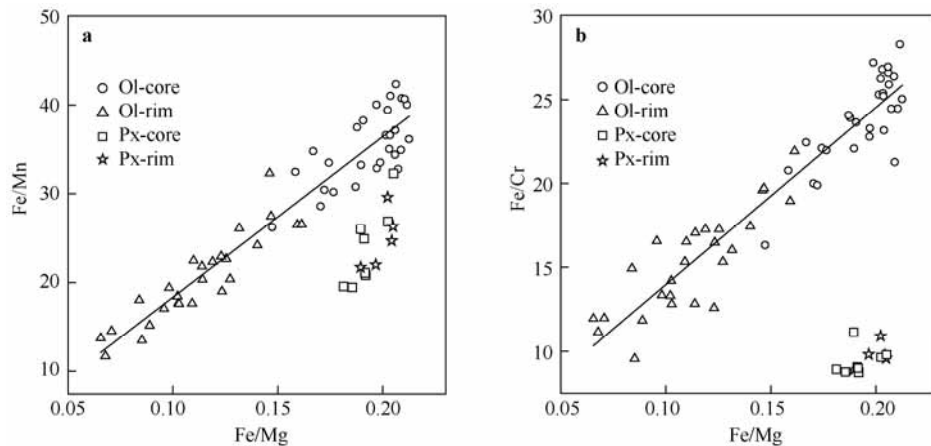 a
Ol-core
Ol-rim
Px-core
Px-rim
Fe/Mn
50
40
30
20
10
0.05
0.10
0.15
0.20
Fe/Mg
b
Ol-core
Ol-rim
Px-core
Px-rim
Fe/Cr
30
25
20
15
10
0.05
0.10
0.15
0.20
Fe/Mg